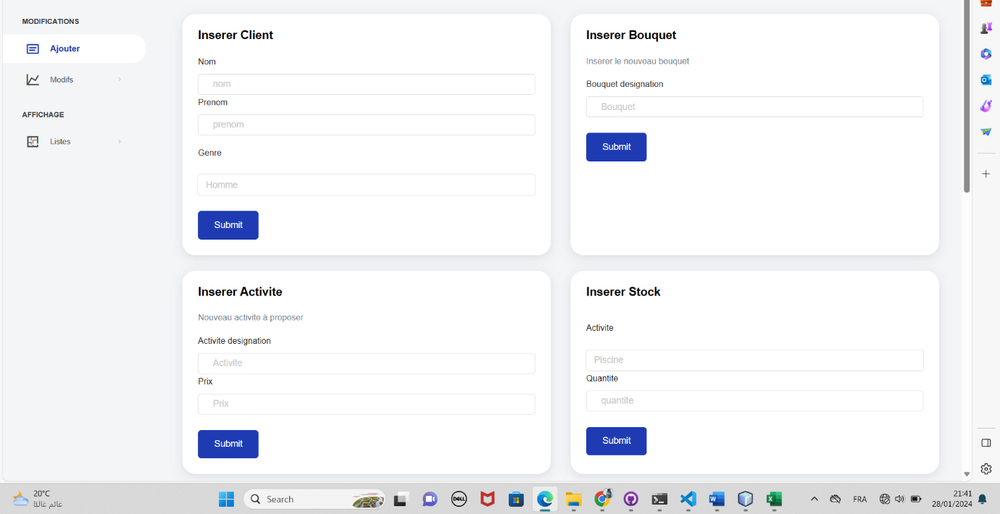 MODIFICATIONS
Ajouter
Modifs
AFFICHAGE
Listes
Inserer Client
Nom
nom
Prenom
prenom
Genre
Homme
Submit
Inserer Bouquet
Inserer le nouveau bouquet
Bouquet designation
Bouquet
Submit
Inserer Activite
Nouveau activite à proposer
Activite designation
Activite
Prix
Prix
Submit
Inserer Stock
Activite
Piscine
Quantite
quantite
Submit
20°C
غائم غالبًا
Search
DELL
FRA
21:41
28/01/2024